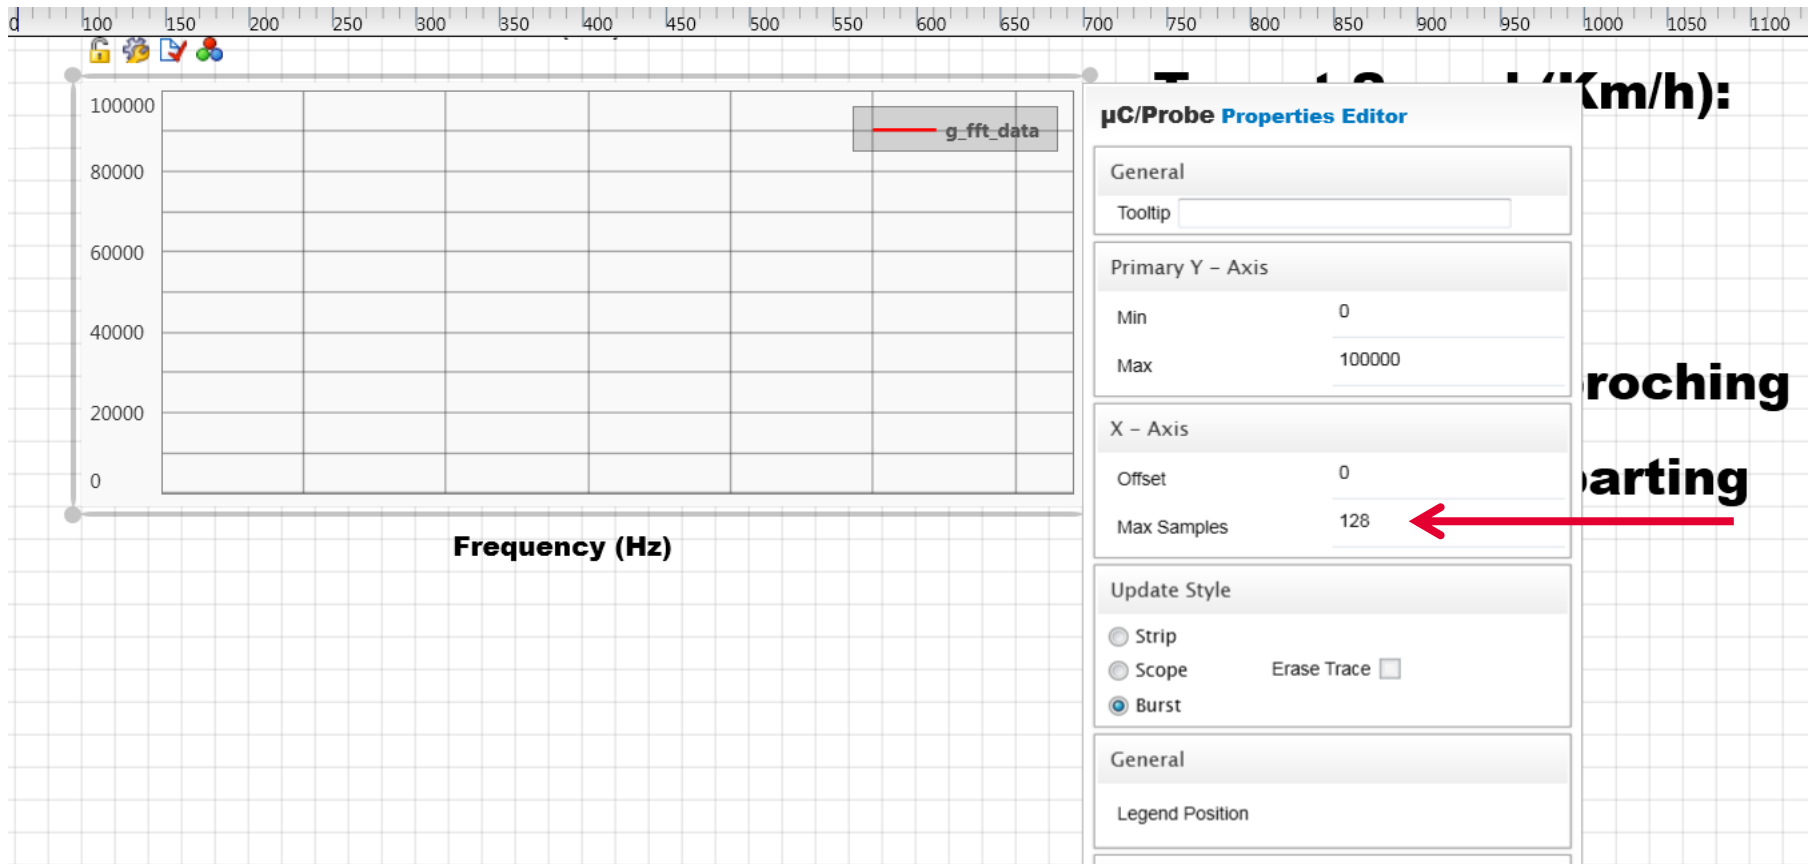 100 150 200 250 300 350 400 450 500 550 600 650 700 750 800 850 900 950 1000 1050 1100
(Km/h):
100000
80000
60000
40000
20000
0
g_fft_data
Frequency (Hz)
µC/Probe Properties Editor
General
Tooltip
Primary Y – Axis
Min 0
Max 100000
X – Axis
Offset 0
Max Samples 128
Update Style
Strip
Scope Erase Trace
Burst
General
Legend Position
roching
arting